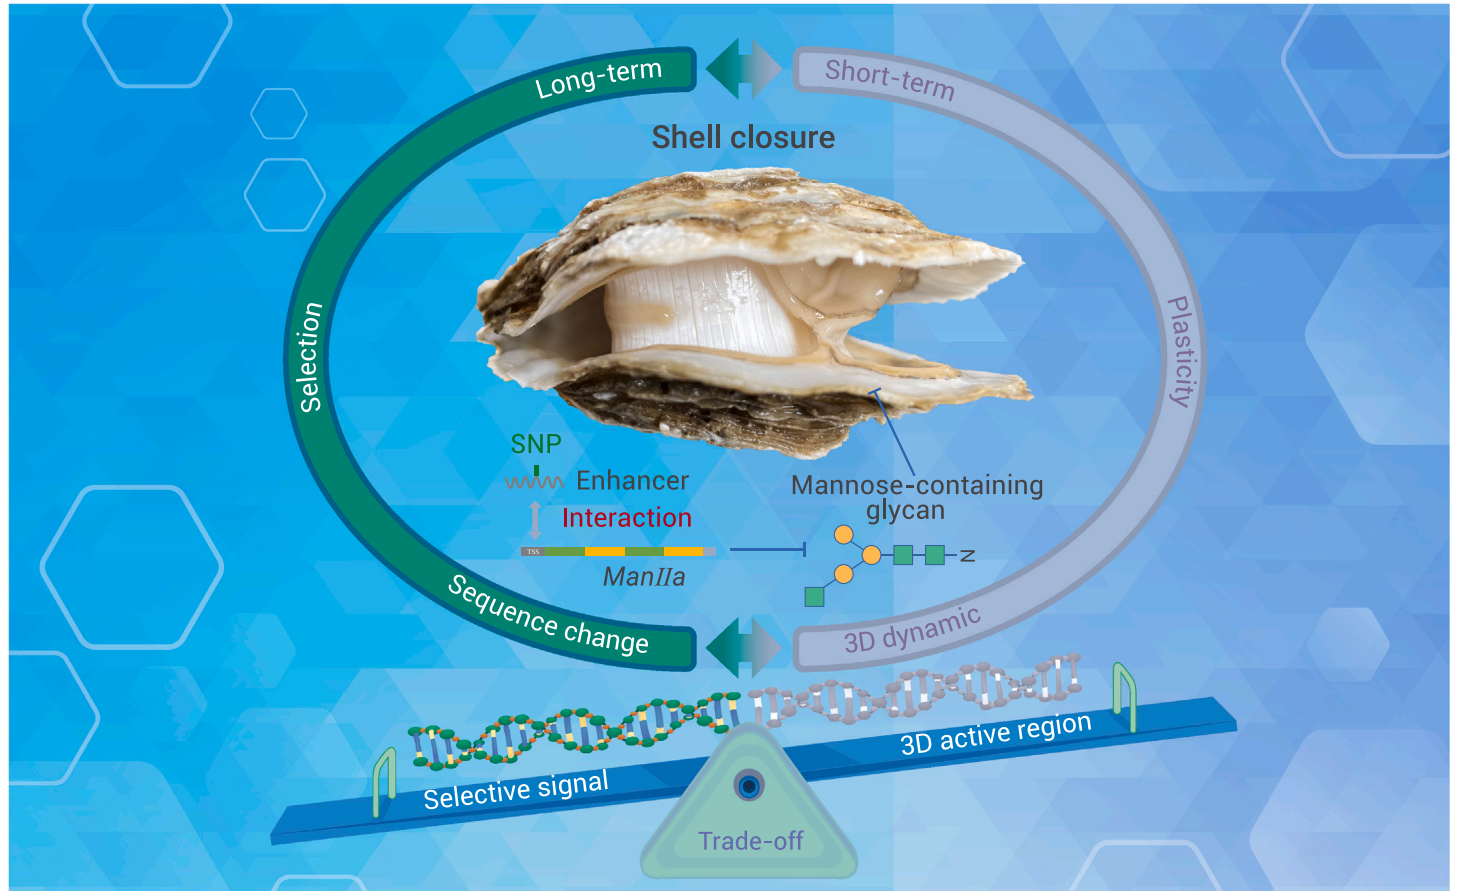 Long-term
Short-term
Shell closure
Selection
Plasticity
SNP
Enhancer
Interaction
TSS
ManIIa
Mannose-containing
glycan
N
Sequence change
3D dynamic
Selective signal
3D active region
Trade-off